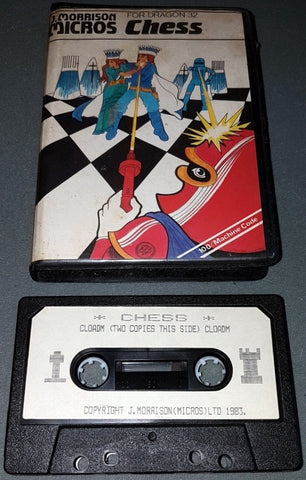 J. MORRISON
MICROS
FOR DRAGON 32
Chess
100% Machine Code
CHESS
CLOADM (TWO COPIES THIS SIDE) CLOADM
COPYRIGHT J.MORRISON(MICROS)LTD 1983.